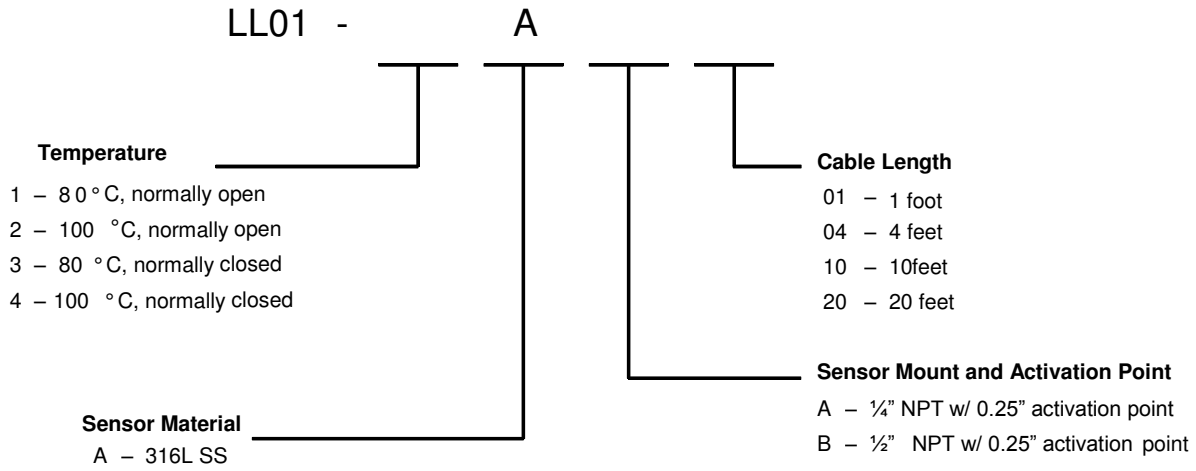 LL01 - A
Temperature
1 – 80°C, normally open
2 – 100 °C, normally open
3 – 80 °C, normally closed
4 – 100 °C, normally closed
Sensor Material
A – 316L SS
Cable Length
01 – 1 foot
04 – 4 feet
10 – 10feet
20 – 20 feet
Sensor Mount and Activation Point
A – ¼” NPT w/ 0.25” activation point
B – ½” NPT w/ 0.25” activation point